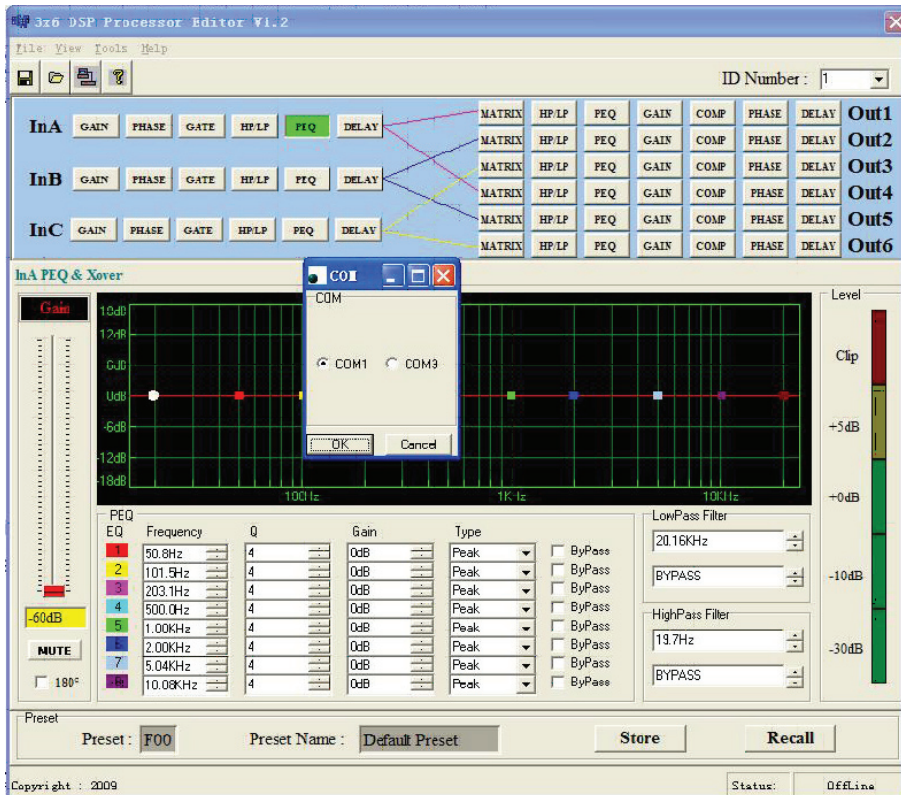 3x6 DSP Processor Editor V1.2
File View Tools Help
ID Number : 1
InA GAIN PHASE GATE HP/LP PEQ DELAY
InB GAIN PHASE GATE HP/LP PEQ DELAY
InC GAIN PHASE GATE HP/LP PEQ DELAY
MATRIX HP/LP PEQ GAIN COMP PHASE DELAY Out1
MATRIX HP/LP PEQ GAIN COMP PHASE DELAY Out2
MATRIX HP/LP PEQ GAIN COMP PHASE DELAY Out3
MATRIX HP/LP PEQ GAIN COMP PHASE DELAY Out4
MATRIX HP/LP PEQ GAIN COMP PHASE DELAY Out5
MATRIX HP/LP PEQ GAIN COMP PHASE DELAY Out6
InA PEQ & Xover
Gain
-60dB
MUTE
180°
18dB
12dB
6dB
0dB
-6dB
-12dB
-18dB
100Hz 1KHz 10KHz
COM
COM
COM1 COM3
OK Cancel
Level
Clip
+5dB
+0dB
-10dB
-30dB
PEQ
EQ Frequency Q Gain Type
1 50.8Hz 4 0dB Peak ByPass
2 101.5Hz 4 0dB Peak ByPass
3 203.1Hz 4 0dB Peak ByPass
4 500.0Hz 4 0dB Peak ByPass
5 1.00KHz 4 0dB Peak ByPass
6 2.00KHz 4 0dB Peak ByPass
7 5.04KHz 4 0dB Peak ByPass
8 10.08KHz 4 0dB Peak ByPass
LowPass Filter
20.16KHz
BYPASS
HighPass Filter
19.7Hz
BYPASS
Preset
Preset : F00 Preset Name : Default Preset Store Recall
Copyright : 2009 Status: OffLine